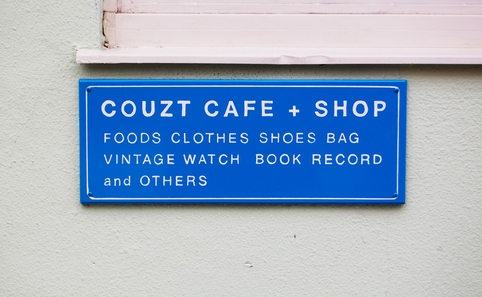 COUZT CAFE + SHOP
FOODS CLOTHES SHOES BAG
VINTAGE WATCH BOOK RECORD
and OTHERS